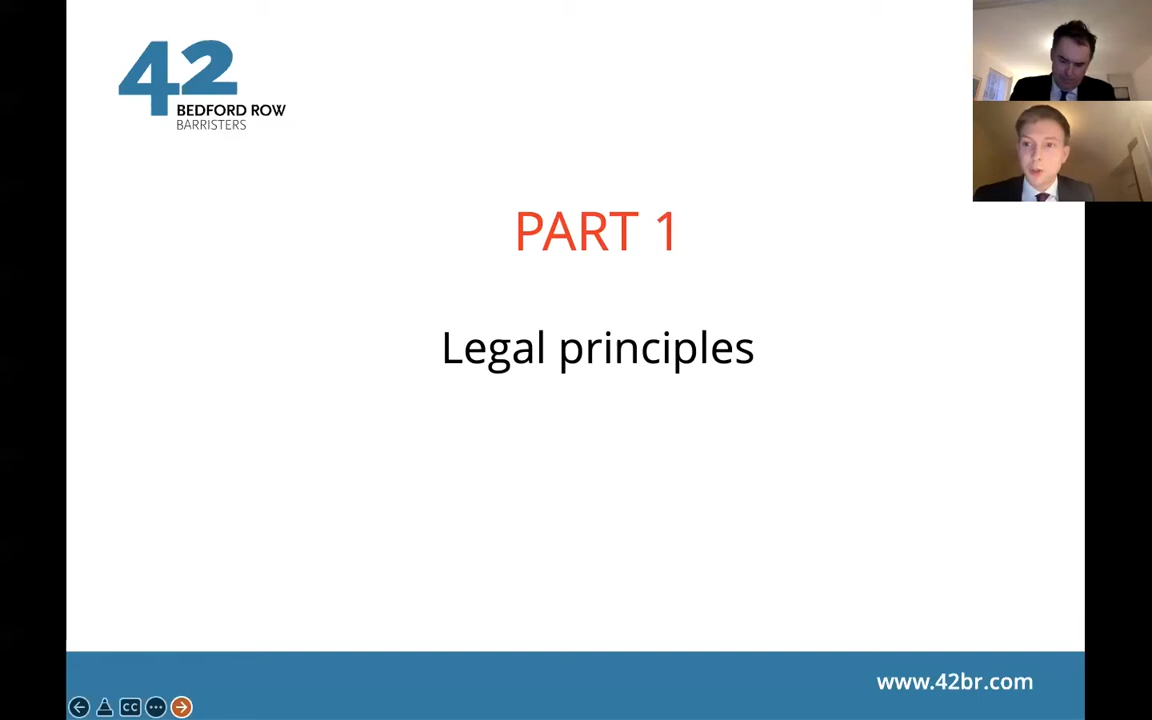 42
BEDFORD ROW
BARRISTERS
PART 1
Legal principles
www.42br.com
CC